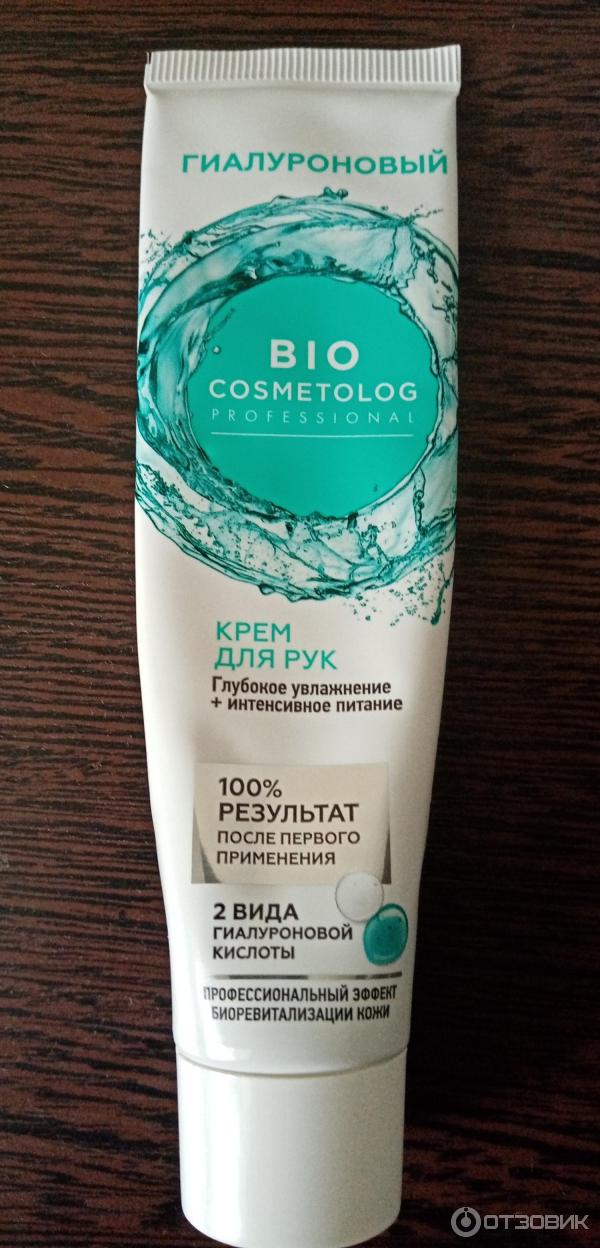 ГИАЛУРОНОВЫЙ
BIO
COSMETOLOG
PROFESSIONAL
КРЕМ
ДЛЯ РУК
Глубокое увлажнение
+ интенсивное питание
100%
РЕЗУЛЬТАТ
ПОСЛЕ ПЕРВОГО
ПРИМЕНЕНИЯ
2 ВИДА
ГИАЛУРОНОВОЙ
КИСЛОТЫ
ПРОФЕССИОНАЛЬНЫЙ ЭФФЕКТ
БИОРЕВИТАЛИЗАЦИИ КОЖИ
ОТЗОВИК